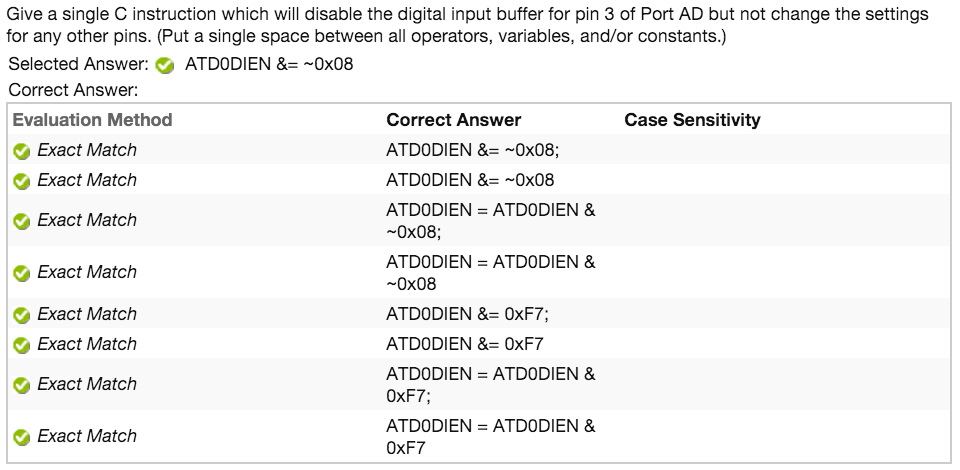 Give a single C instruction which will disable the digital input buffer for pin 3 of Port AD but not change the settings
for any other pins. (Put a single space between all operators, variables, and/or constants.)
Selected Answer: ATD0DIEN &= ~0x08
Correct Answer:
Evaluation Method Correct Answer Case Sensitivity
Exact Match ATD0DIEN &= ~0x08;
Exact Match ATD0DIEN &= ~0x08
Exact Match ATD0DIEN = ATD0DIEN &
~0x08;
Exact Match ATD0DIEN = ATD0DIEN &
~0x08
Exact Match ATD0DIEN &= 0xF7;
Exact Match ATD0DIEN &= 0xF7
Exact Match ATD0DIEN = ATD0DIEN &
0xF7;
Exact Match ATD0DIEN = ATD0DIEN &
0xF7